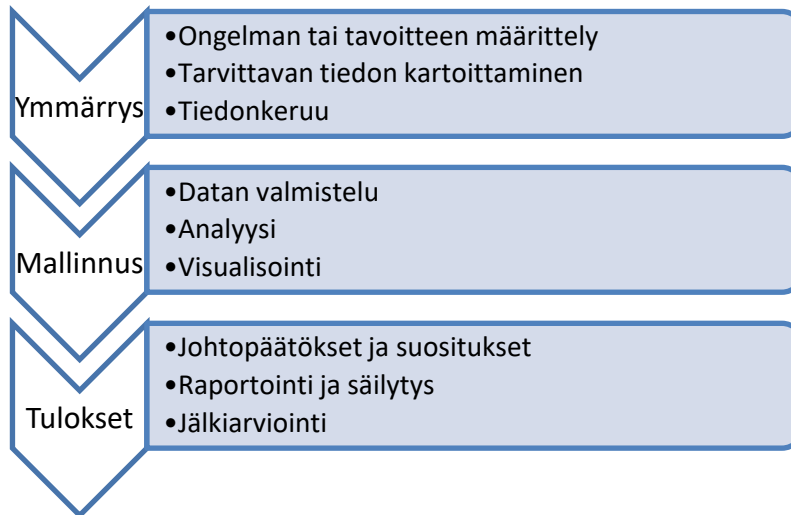 Ymmärrys
•Ongelman tai tavoitteen määrittely
•Tarvittavan tiedon kartoittaminen
•Tiedonkeruu
Mallinnus
•Datan valmistelu
•Analyysi
•Visualisointi
Tulokset
•Johtopäätökset ja suositukset
•Raportointi ja säilytys
•Jälkiarviointi